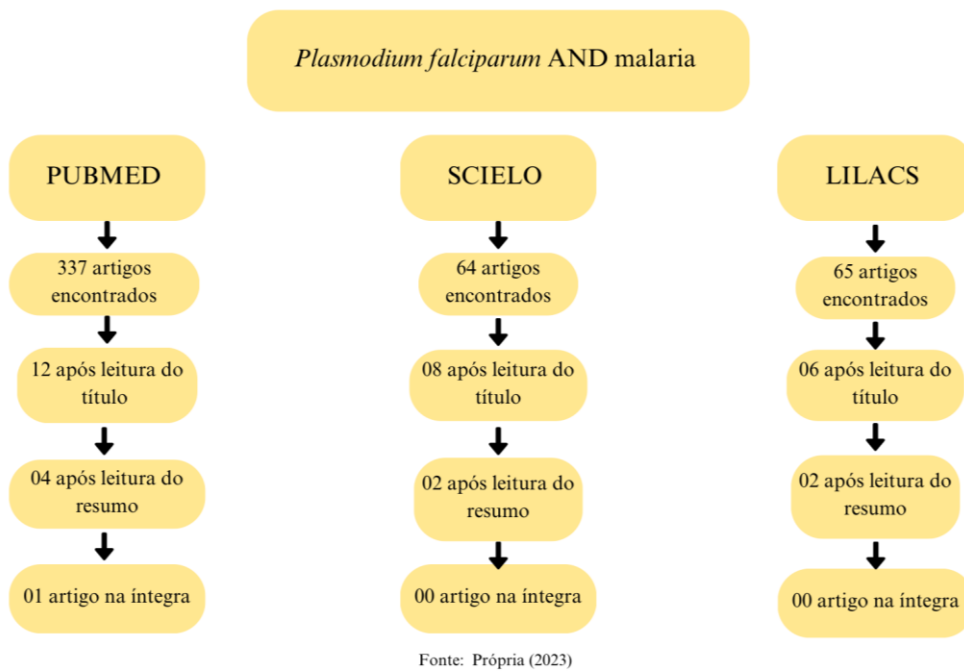 Plasmodium falciparum AND malaria
PUBMED
337 artigos
encontrados
12 após leitura do
título
04 após leitura do
resumo
01 artigo na íntegra
SCIELO
64 artigos
encontrados
08 após leitura do
título
02 após leitura do
resumo
00 artigo na íntegra
LILACS
65 artigos
encontrados
06 após leitura do
título
02 após leitura do
resumo
00 artigo na íntegra
Fonte: Própria (2023)